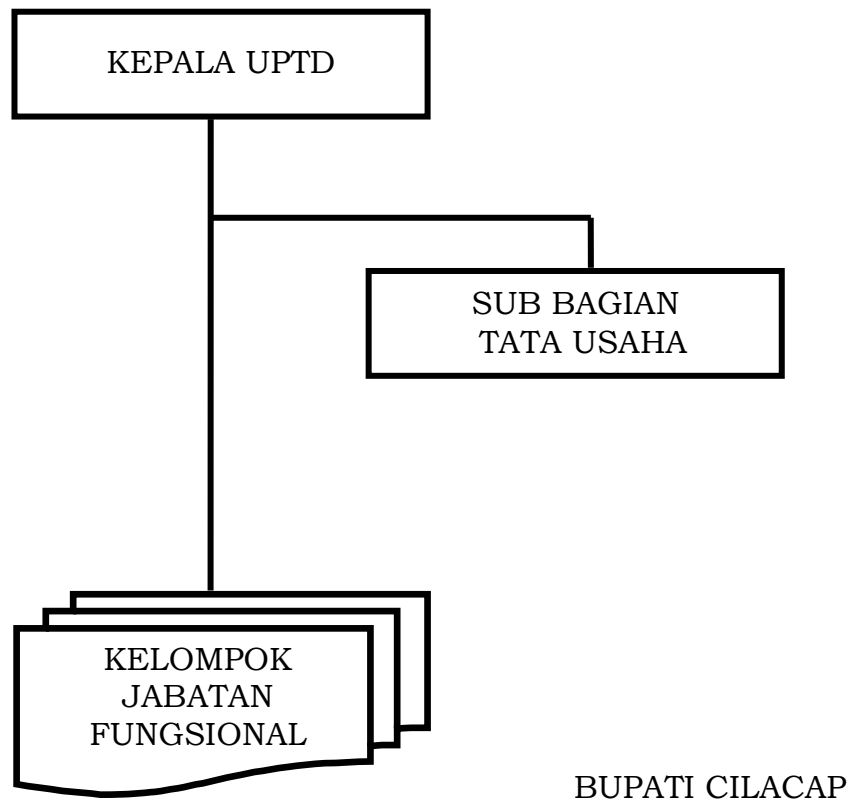 KEPALA UPTD
SUB BAGIAN
TATA USAHA
KELOMPOK
JABATAN
FUNGSIONAL
BUPATI CILACAP